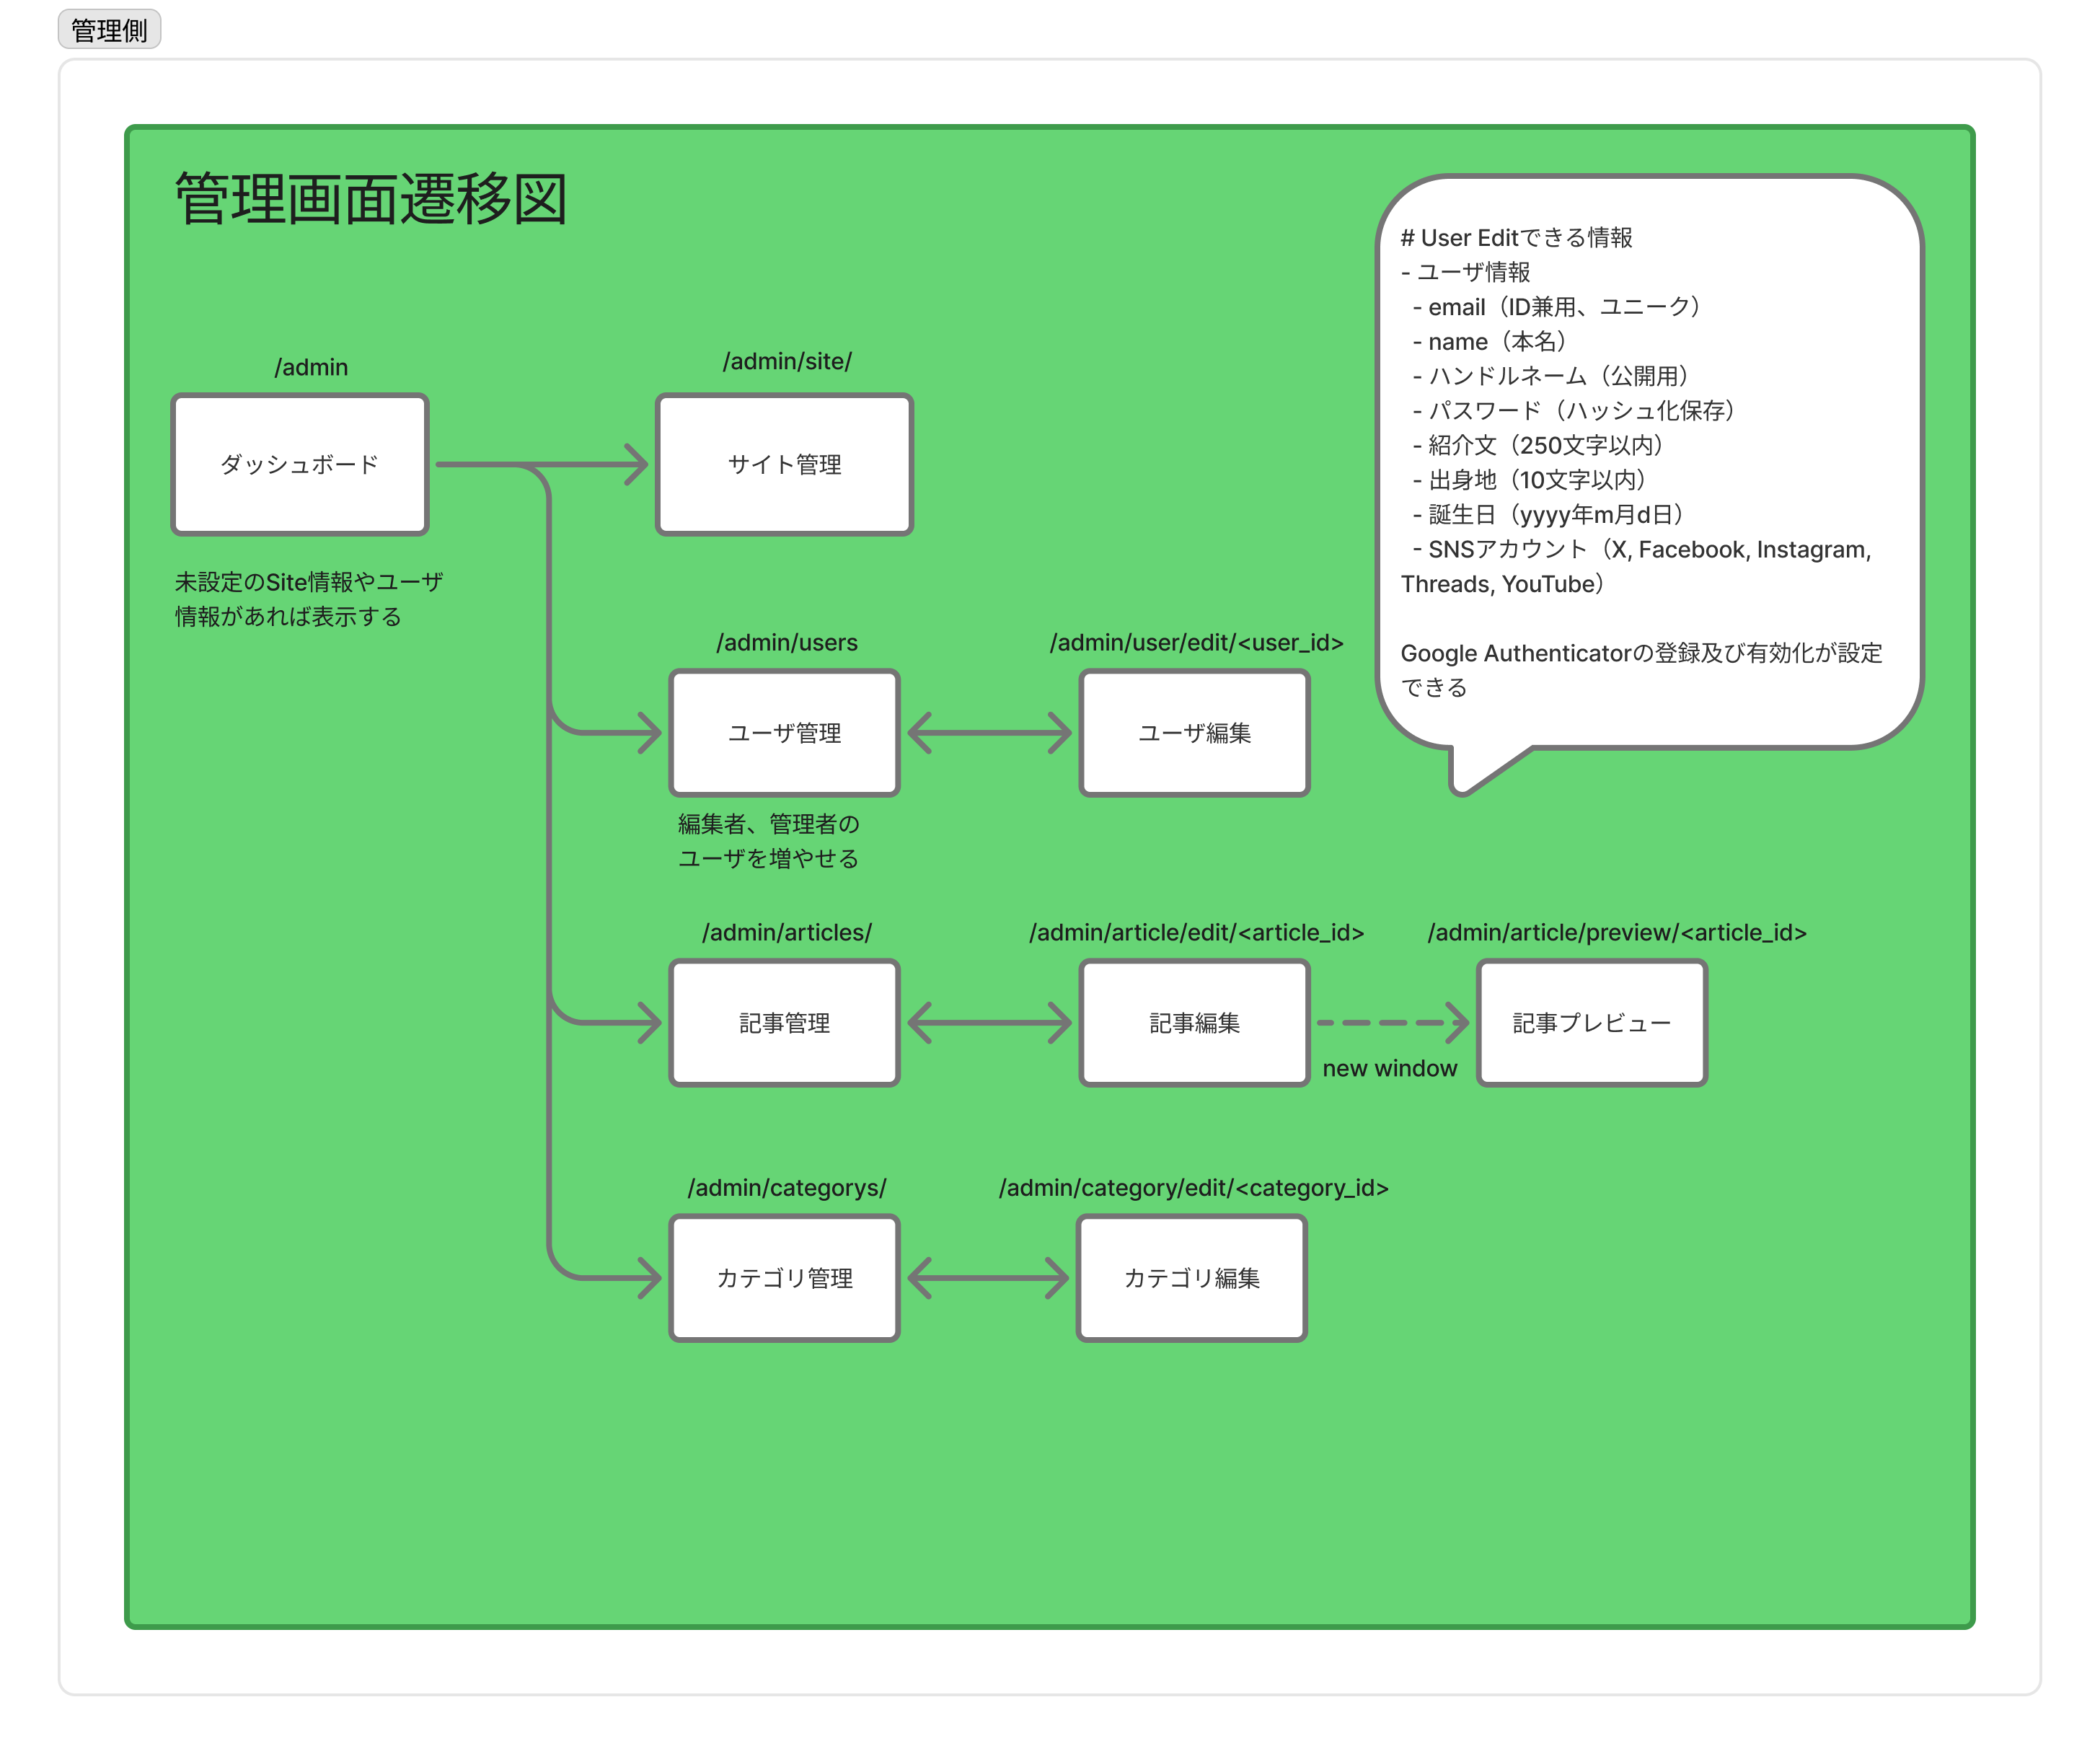 管理側
管理画面遷移図
# User Editできる情報
- ユーザ情報
- email（ID兼用、ユニーク）
- name（本名）
- ハンドルネーム（公開用）
- パスワード（ハッシュ化保存）
- 紹介文（250文字以内）
- 出身地（10文字以内）
- 誕生日（yyyy年m月d日）
- SNSアカウント（X, Facebook, Instagram,
Threads, YouTube）
Google Authenticatorの登録及び有効化が設定
できる
/admin
ダッシュボード
未設定のSite情報やユーザ
情報があれば表示する
/admin/site/
サイト管理
/admin/users
ユーザ管理
編集者、管理者の
ユーザを増やせる
/admin/user/edit/<user_id>
ユーザ編集
/admin/articles/
記事管理
/admin/article/edit/<article_id>
記事編集
new window
/admin/article/preview/<article_id>
記事プレビュー
/admin/categorys/
カテゴリ管理
/admin/category/edit/<category_id>
カテゴリ編集